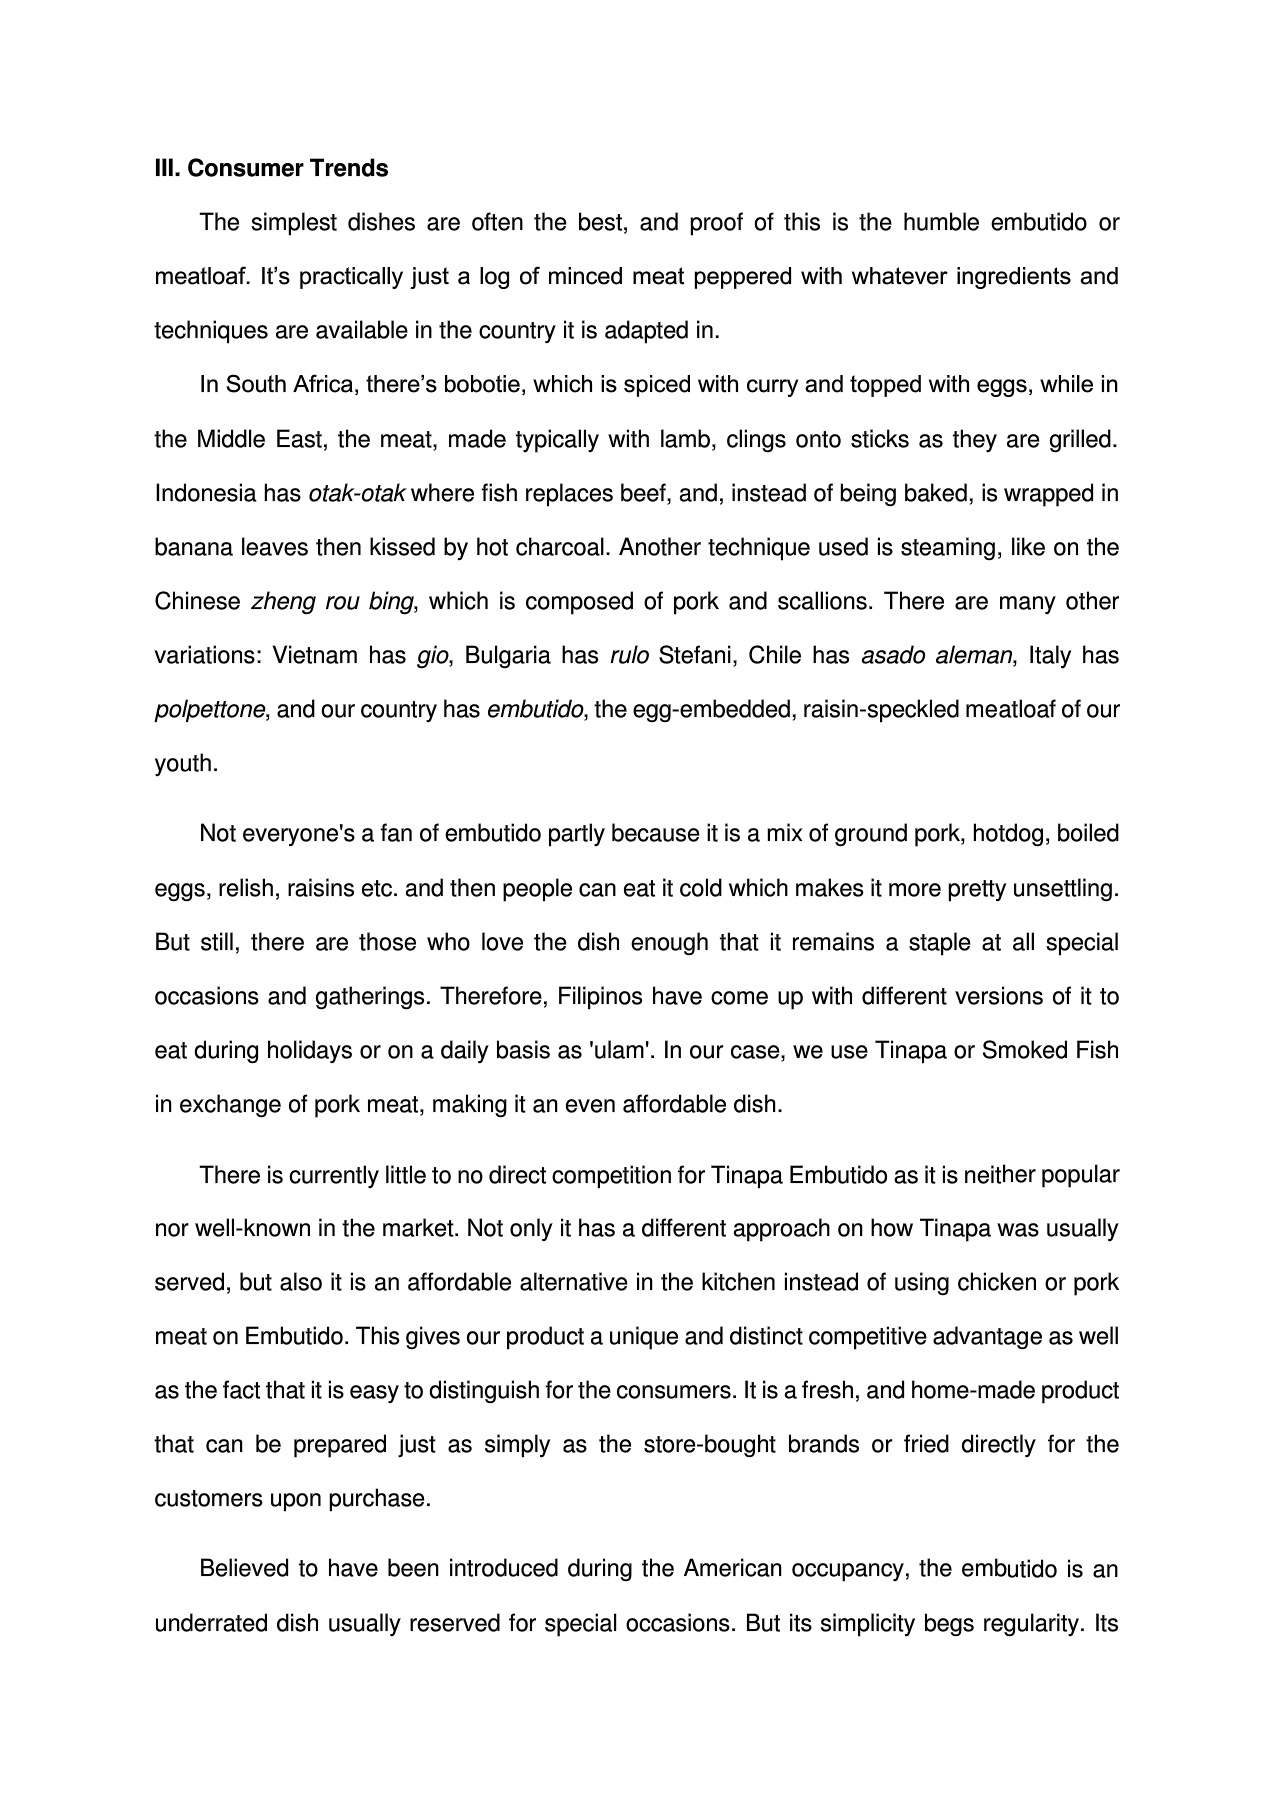 III. Consumer Trends
The simplest dishes are often the best, and proof of this is the humble embutido or
meatloaf. It’s practically just a log of minced meat peppered with whatever ingredients and
techniques are available in the country it is adapted in.
In South Africa, there’s bobotie, which is spiced with curry and topped with eggs, while in
the Middle East, the meat, made typically with lamb, clings onto sticks as they are grilled.
Indonesia has otak-otak where fish replaces beef, and, instead of being baked, is wrapped in
banana leaves then kissed by hot charcoal. Another technique used is steaming, like on the
Chinese zheng rou bing, which is composed of pork and scallions. There are many other
variations: Vietnam has gio, Bulgaria has rulo Stefani, Chile has asado aleman, Italy has
polpettone, and our country has embutido, the egg-embedded, raisin-speckled meatloaf of our
youth.
Not everyone's a fan of embutido partly because it is a mix of ground pork, hotdog, boiled
eggs, relish, raisins etc. and then people can eat it cold which makes it more pretty unsettling.
But still, there are those who love the dish enough that it remains a staple at all special
occasions and gatherings. Therefore, Filipinos have come up with different versions of it to
eat during holidays or on a daily basis as 'ulam'. In our case, we use Tinapa or Smoked Fish
in exchange of pork meat, making it an even affordable dish.
There is currently little to no direct competition for Tinapa Embutido as it is neither popular
nor well-known in the market. Not only it has a different approach on how Tinapa was usually
served, but also it is an affordable alternative in the kitchen instead of using chicken or pork
meat on Embutido. This gives our product a unique and distinct competitive advantage as well
as the fact that it is easy to distinguish for the consumers. It is a fresh, and home-made product
that can be prepared just as simply as the store-bought brands or fried directly for the
customers upon purchase.
Believed to have been introduced during the American occupancy, the embutido is an
underrated dish usually reserved for special occasions. But its simplicity begs regularity. Its